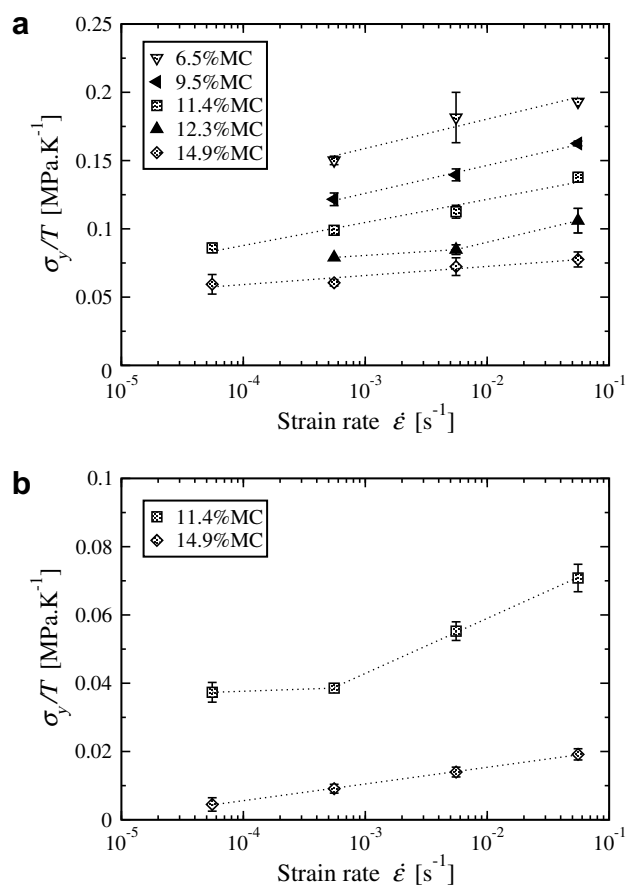 a
0.25
0.2
0.15
0.1
0.05
0
σy/T [MPa.K⁻¹]
6.5%MC
9.5%MC
11.4%MC
12.3%MC
14.9%MC
10⁻⁵ 10⁻⁴ 10⁻³ 10⁻² 10⁻¹
Strain rate ε̇ [s⁻¹]
b
0.1
0.08
0.06
0.04
0.02
0
σy/T [MPa.K⁻¹]
11.4%MC
14.9%MC
10⁻⁵ 10⁻⁴ 10⁻³ 10⁻² 10⁻¹
Strain rate ε̇ [s⁻¹]